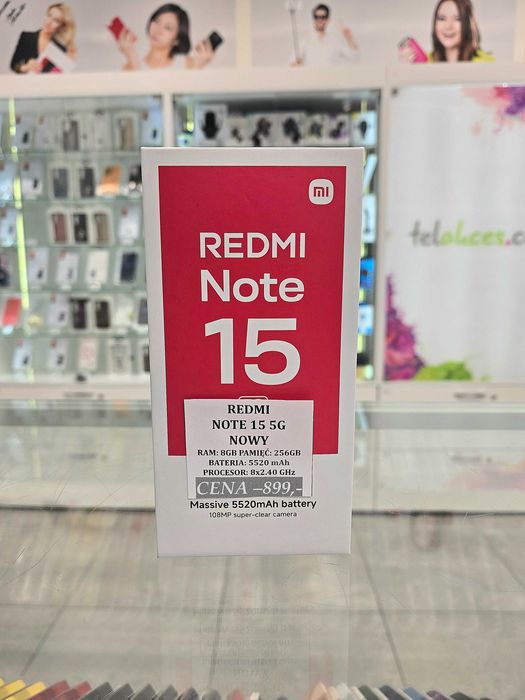 mi
REDMI
Note
15
REDMI
NOTE 15 5G
NOWY
RAM: 8GB PAMIĘĆ: 256GB
BATERIA: 5520 mAh
PROCESOR: 8x2.40 GHz
CENA –899,-
Massive 5520mAh battery
108MP super-clear camera
telakces.c